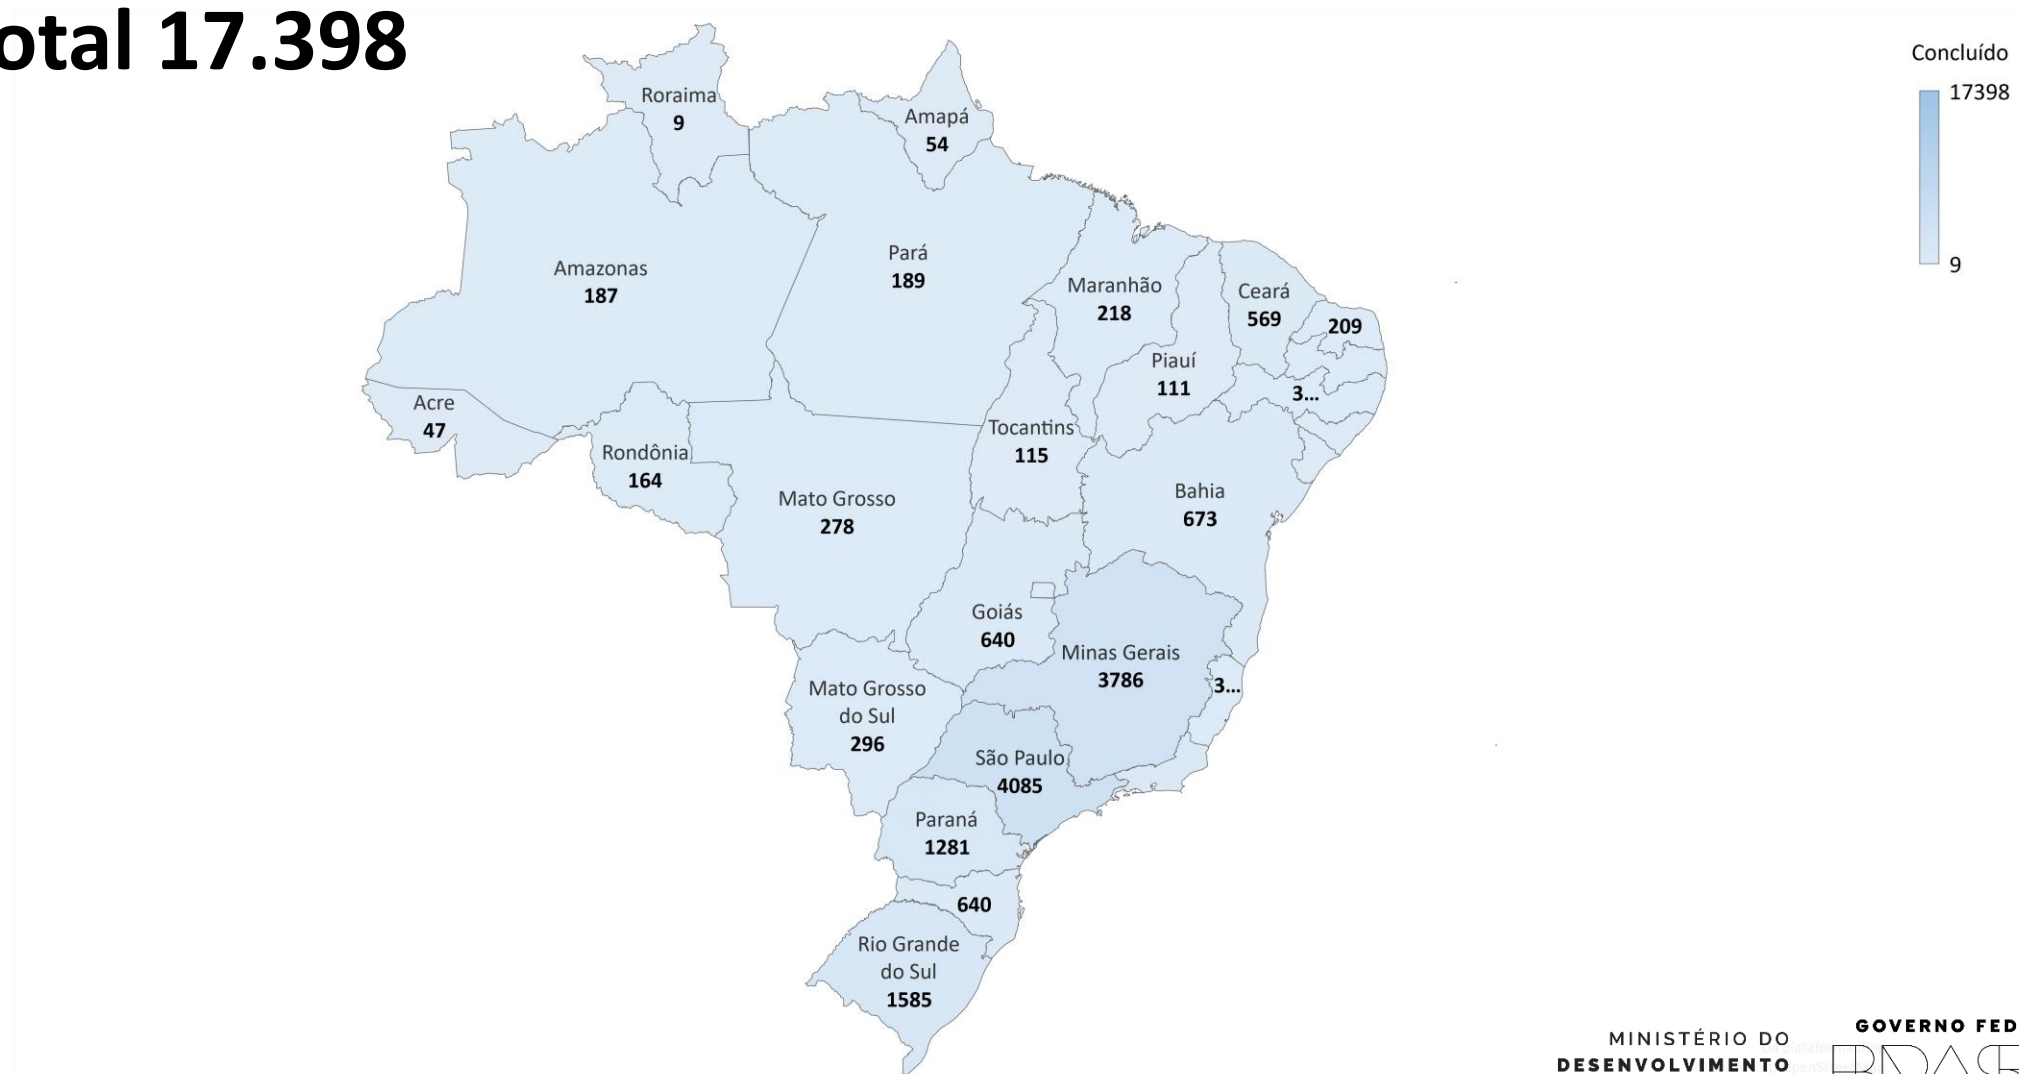 otal 17.398
Concluído
17398
9
Roraima
9
Amapá
54
Amazonas
187
Pará
189
Maranhão
218
Ceará
569
209
Piauí
111
3...
Acre
47
Rondônia
164
Tocantins
115
Mato Grosso
278
Bahia
673
Goiás
640
Minas Gerais
3786
3...
Mato Grosso
do Sul
296
São Paulo
4085
Paraná
1281
640
Rio Grande
do Sul
1585
MINISTÉRIO DO
DESENVOLVIMENTO
GOVERNO FED